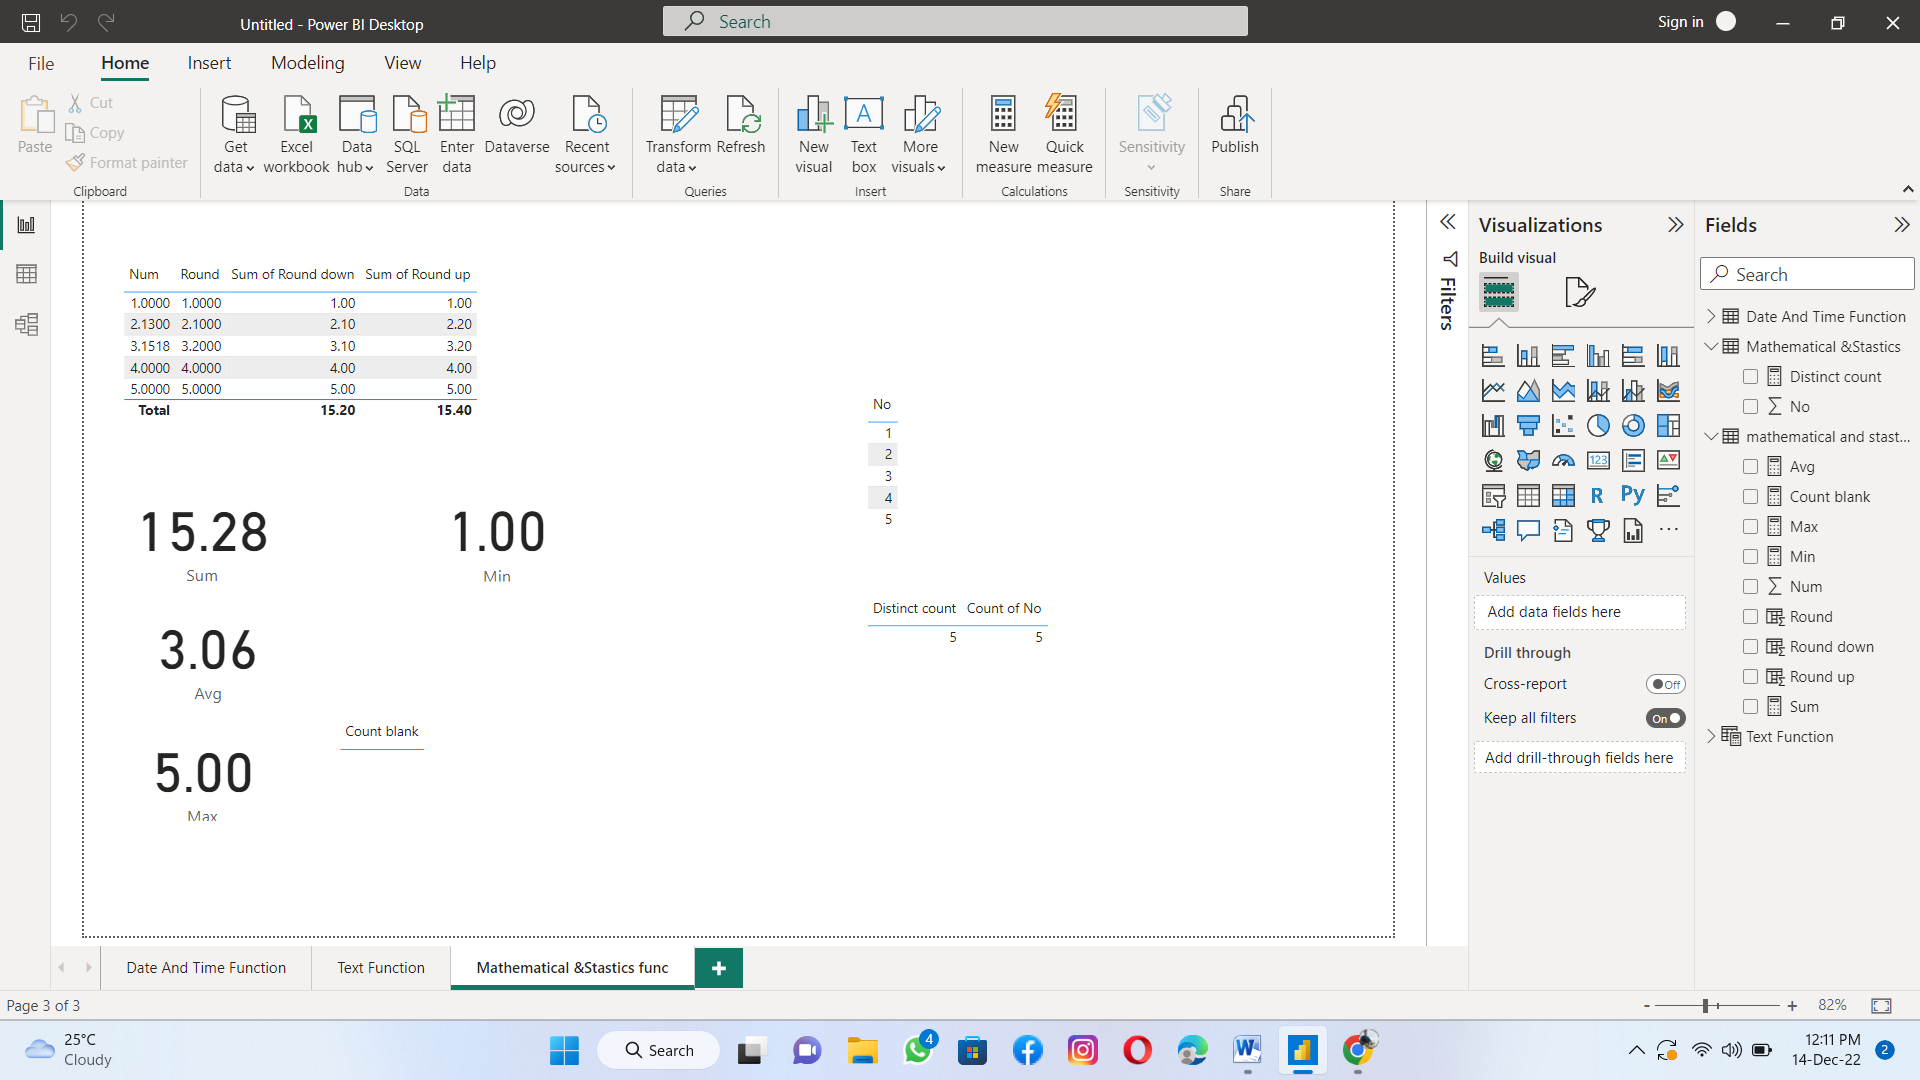 Untitled - Power BI Desktop
Search
Sign in
File
Home
Insert
Modeling
View
Help
Paste
Cut
Copy
Format painter
Clipboard
Get data
Excel workbook
Data hub
SQL Server
Enter data
Dataverse
Recent sources
Data
Transform data
Refresh
Queries
New visual
Text box
More visuals
Insert
New measure
Quick measure
Calculations
Sensitivity
Sensitivity
Publish
Share
Num Round Sum of Round down Sum of Round up
1.0000 1.0000 1.00 1.00
2.1300 2.1000 2.10 2.20
3.1518 3.2000 3.10 3.20
4.0000 4.0000 4.00 4.00
5.0000 5.0000 5.00 5.00
Total 15.20 15.40
15.28
Sum
1.00
Min
3.06
Avg
Count blank
5.00
Max
No
1
2
3
4
5
Distinct count Count of No
5 5
Filters
Visualizations
Build visual
123
R
Py
Values
Add data fields here
Drill through
Cross-report
Off
Keep all filters
On
Add drill-through fields here
Fields
Search
Date And Time Function
Mathematical &Stastics
Distinct count
No
mathematical and stast...
Avg
Count blank
Max
Min
Num
Round
Round down
Round up
Sum
Text Function
Date And Time Function
Text Function
Mathematical &Stastics func
Page 3 of 3
82%
25°C
Cloudy
Search
4
12:11 PM
14-Dec-22
2